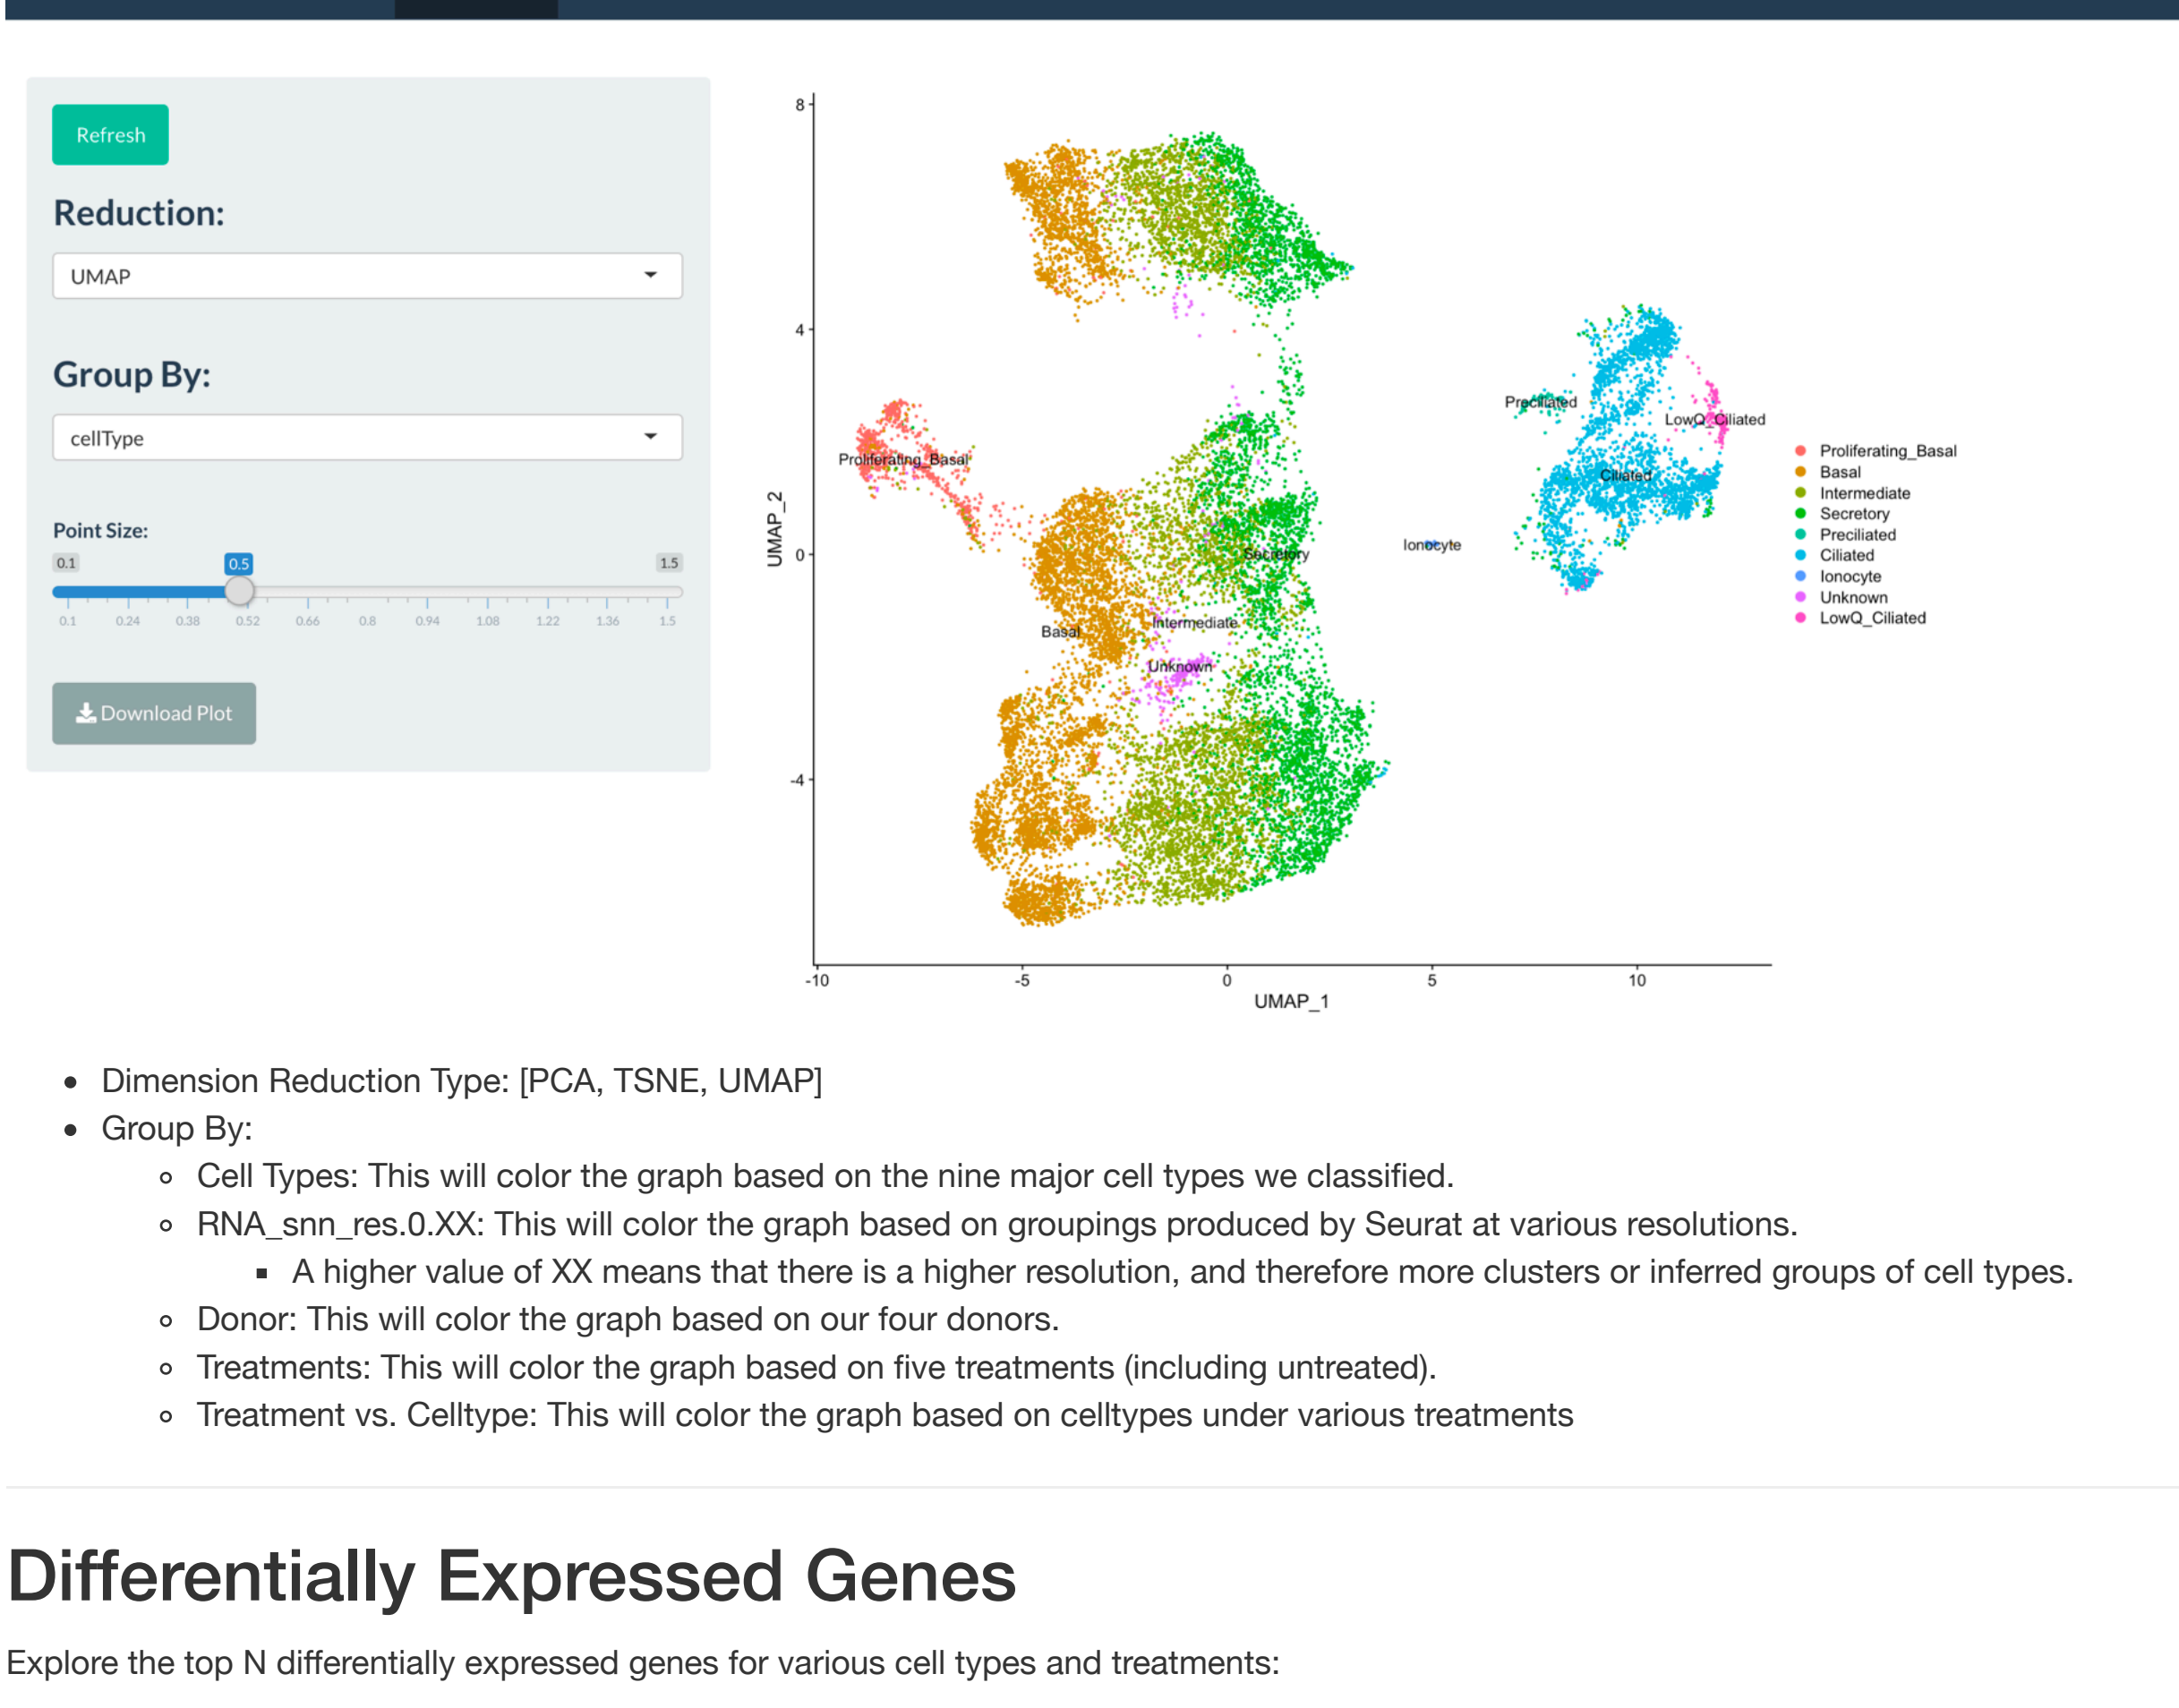 Refresh
Reduction:
UMAP
Group By:
cellType
Point Size:
0.1
0.5
1.5
0.1 0.24 0.38 0.52 0.66 0.8 0.94 1.08 1.22 1.36 1.5
Download Plot
8
4
0
-4
UMAP_2
-10 -5 0 5 10
UMAP_1
Preciliated
LowQ_Ciliated
Proliferating_Basal
Ciliated
Ionocyte
Secretory
Intermediate
Basal
Unknown
Proliferating_Basal
Basal
Intermediate
Secretory
Preciliated
Ciliated
Ionocyte
Unknown
LowQ_Ciliated
• Dimension Reduction Type: [PCA, TSNE, UMAP]
• Group By:
◦ Cell Types: This will color the graph based on the nine major cell types we classified.
◦ RNA_snn_res.0.XX: This will color the graph based on groupings produced by Seurat at various resolutions.
▪ A higher value of XX means that there is a higher resolution, and therefore more clusters or inferred groups of cell types.
◦ Donor: This will color the graph based on our four donors.
◦ Treatments: This will color the graph based on five treatments (including untreated).
◦ Treatment vs. Celltype: This will color the graph based on celltypes under various treatments
Differentially Expressed Genes
Explore the top N differentially expressed genes for various cell types and treatments: